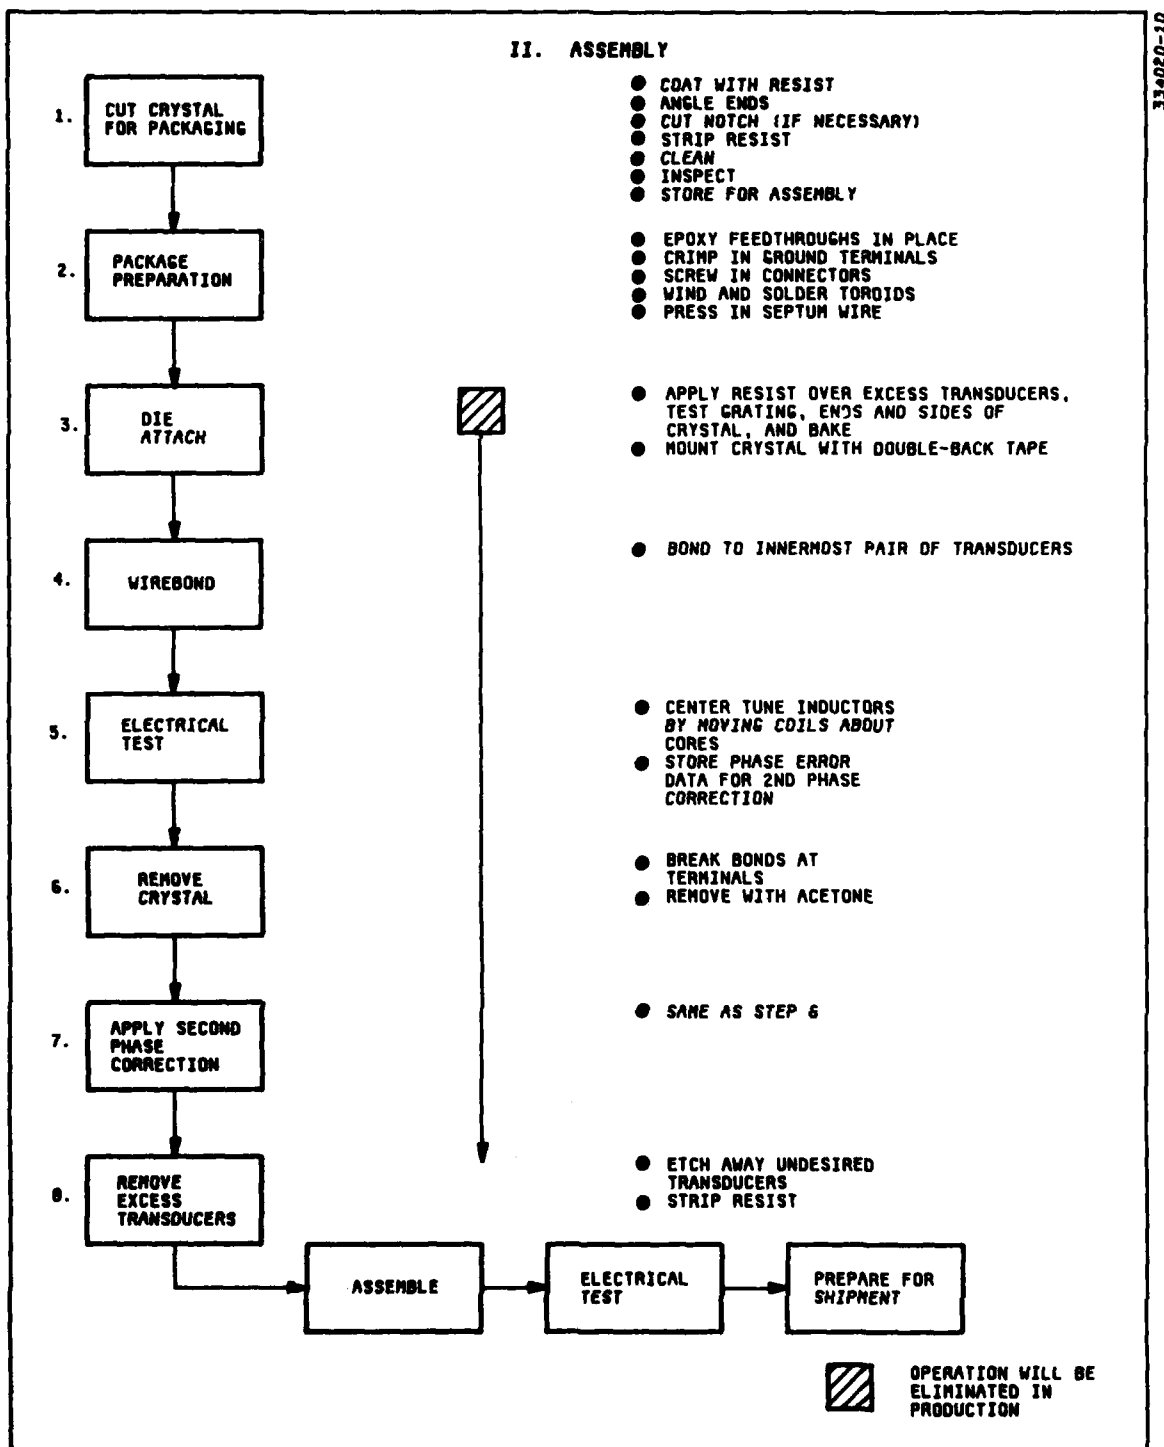 334020-1D
II. ASSEMBLY
1.
CUT CRYSTAL
FOR PACKAGING
● COAT WITH RESIST
● ANGLE ENDS
● CUT NOTCH (IF NECESSARY)
● STRIP RESIST
● CLEAN
● INSPECT
● STORE FOR ASSEMBLY
2.
PACKAGE
PREPARATION
● EPOXY FEEDTHROUGHS IN PLACE
● CRIMP IN GROUND TERMINALS
● SCREW IN CONNECTORS
● WIND AND SOLDER TOROIDS
● PRESS IN SEPTUM WIRE
3.
DIE
ATTACH
● APPLY RESIST OVER EXCESS TRANSDUCERS,
TEST GRATING, ENDS AND SIDES OF
CRYSTAL, AND BAKE
● MOUNT CRYSTAL WITH DOUBLE-BACK TAPE
4.
WIREBOND
● BOND TO INNERMOST PAIR OF TRANSDUCERS
5.
ELECTRICAL
TEST
● CENTER TUNE INDUCTORS
BY MOVING COILS ABOUT
CORES
● STORE PHASE ERROR
DATA FOR 2ND PHASE
CORRECTION
6.
REMOVE
CRYSTAL
● BREAK BONDS AT
TERMINALS
● REMOVE WITH ACETONE
7.
APPLY SECOND
PHASE
CORRECTION
● SAME AS STEP 6
8.
REMOVE
EXCESS
TRANSDUCERS
● ETCH AWAY UNDESIRED
TRANSDUCERS
● STRIP RESIST
ASSEMBLE
ELECTRICAL
TEST
PREPARE FOR
SHIPMENT
OPERATION WILL BE
ELIMINATED IN
PRODUCTION